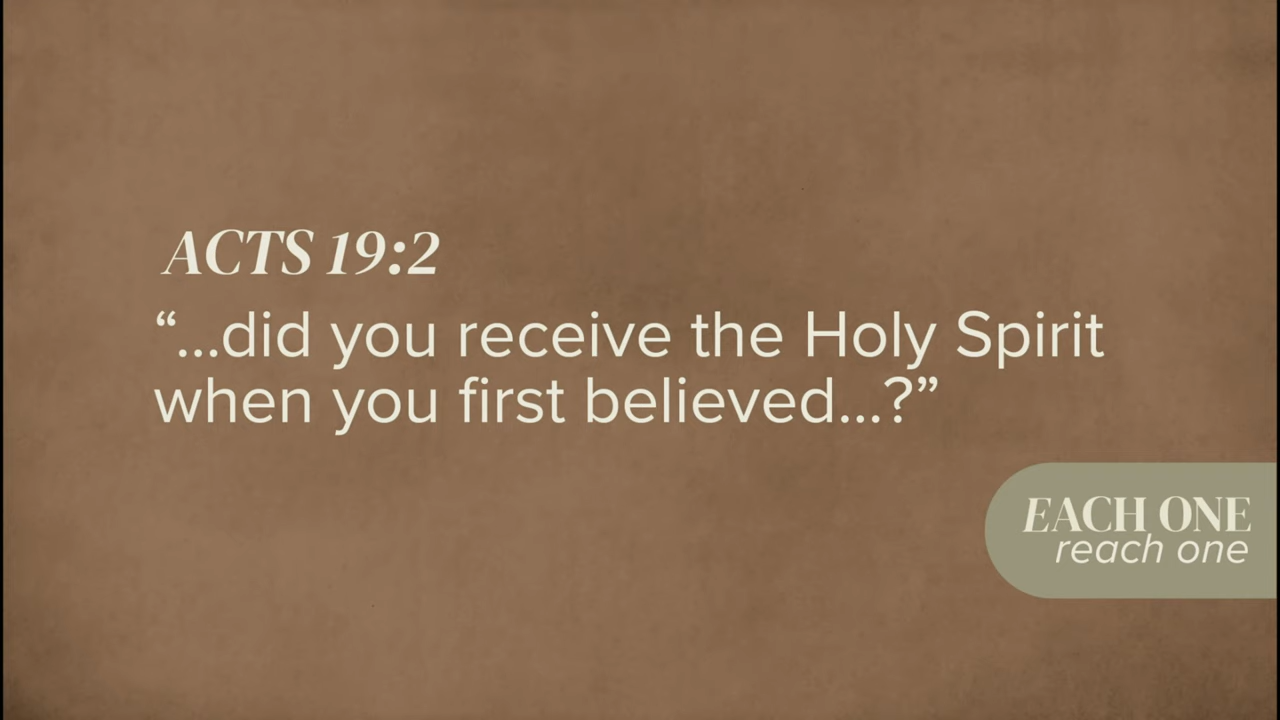 ACTS 19:2
“...did you receive the Holy Spirit
when you first believed...?”
EACH ONE
reach one